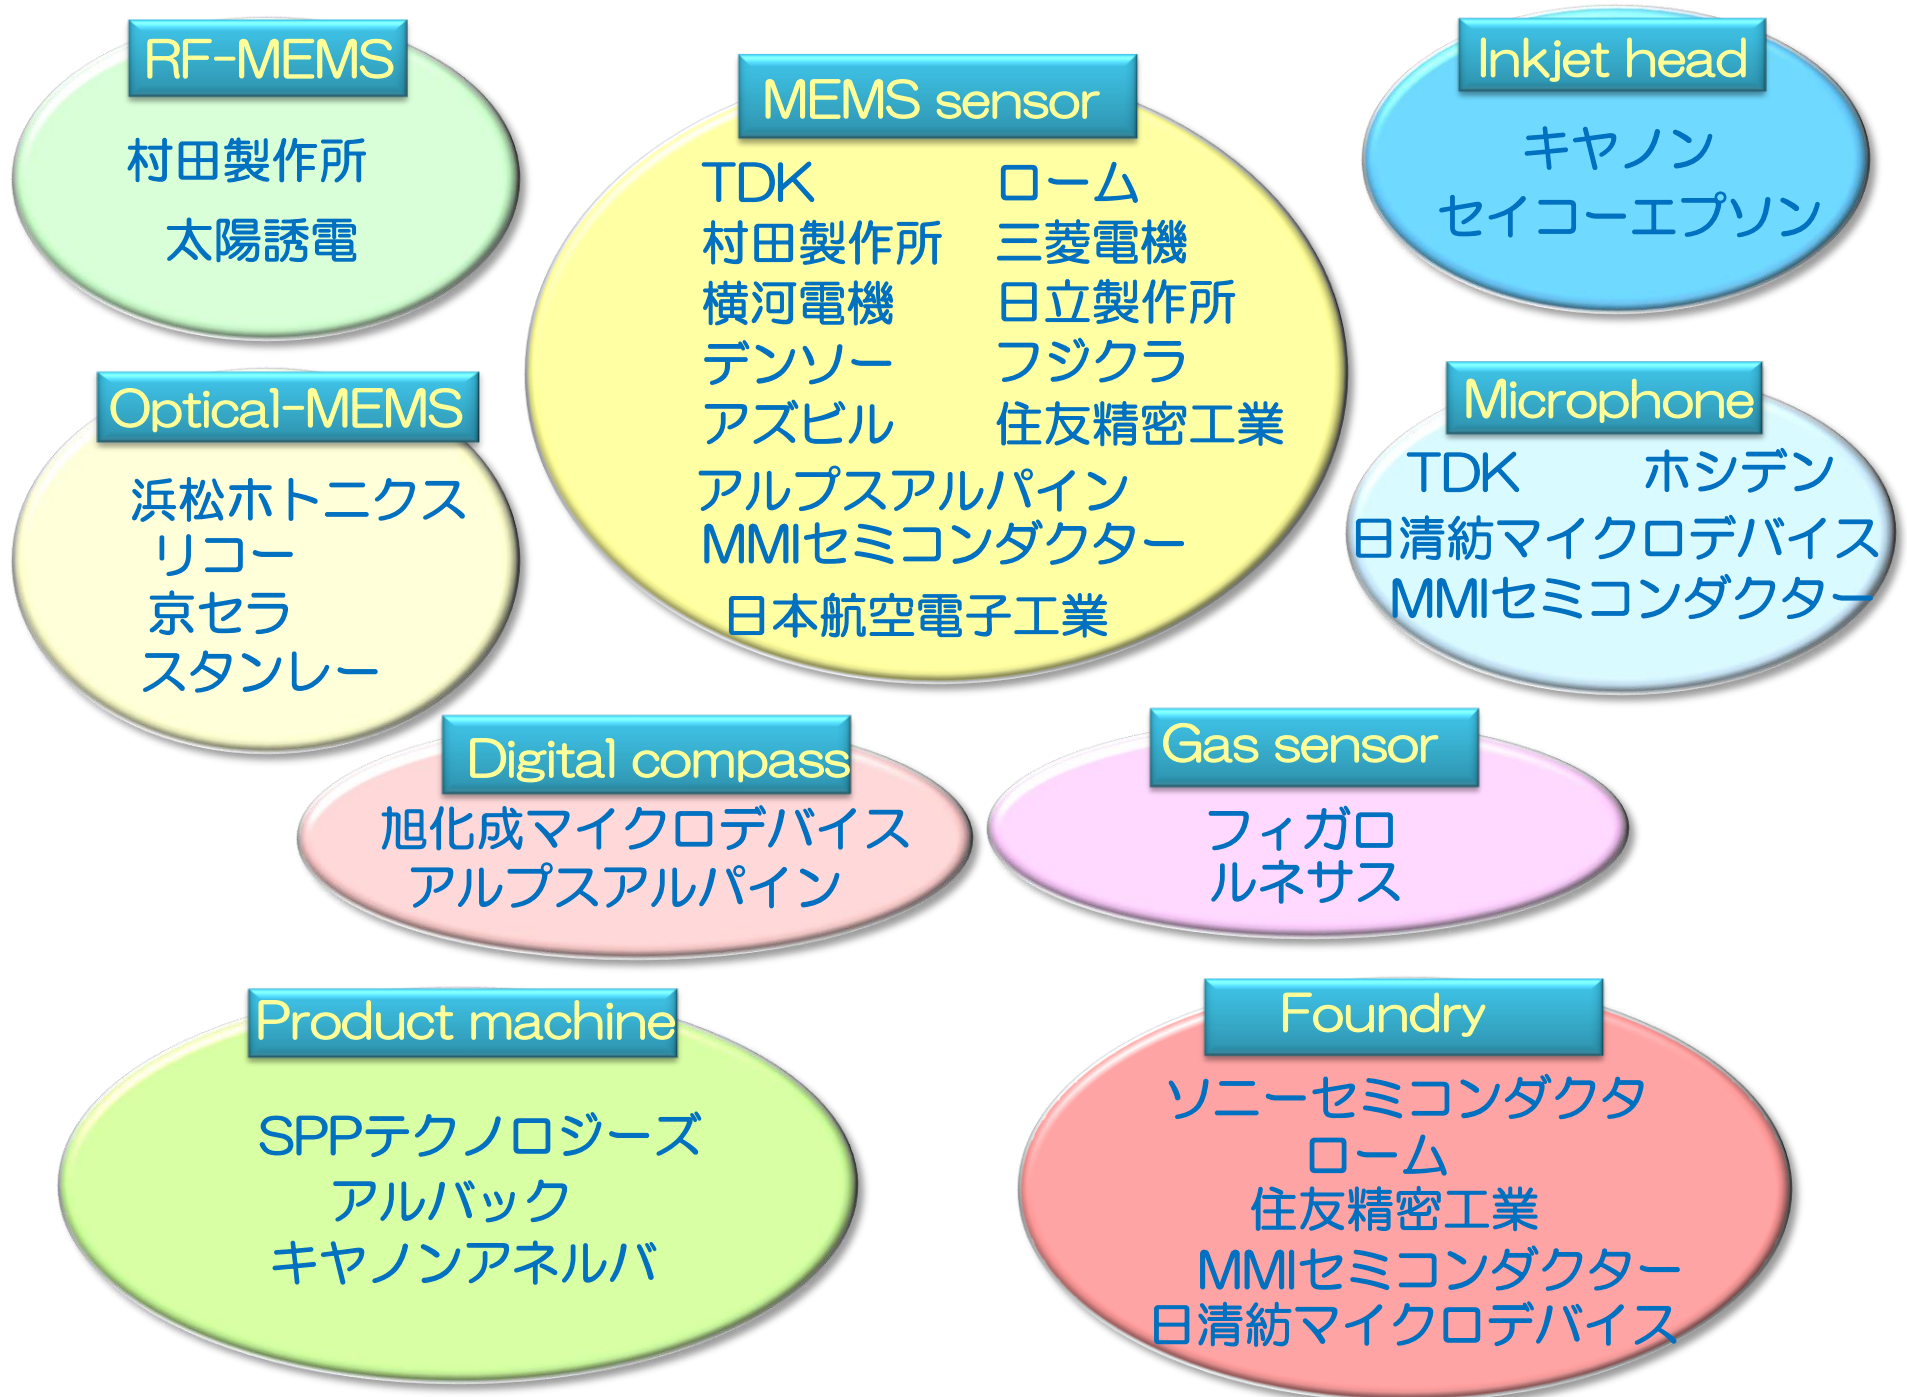 RF-MEMS
村田製作所
太陽誘電
MEMS sensor
TDK ローム
村田製作所 三菱電機
横河電機 日立製作所
デンソー フジクラ
アズビル 住友精密工業
アルプスアルパイン
MMIセミコンダクター
日本航空電子工業
Inkjet head
キヤノン
セイコーエプソン
Optical-MEMS
浜松ホトニクス
リコー
京セラ
スタンレー
Microphone
TDK ホシデン
日清紡マイクロデバイス
MMIセミコンダクター
Digital compass
旭化成マイクロデバイス
アルプスアルパイン
Gas sensor
フィガロ
ルネサス
Product machine
SPPテクノロジーズ
アルバック
キヤノンアネルバ
Foundry
ソニーセミコンダクタ
ローム
住友精密工業
MMIセミコンダクター
日清紡マイクロデバイス